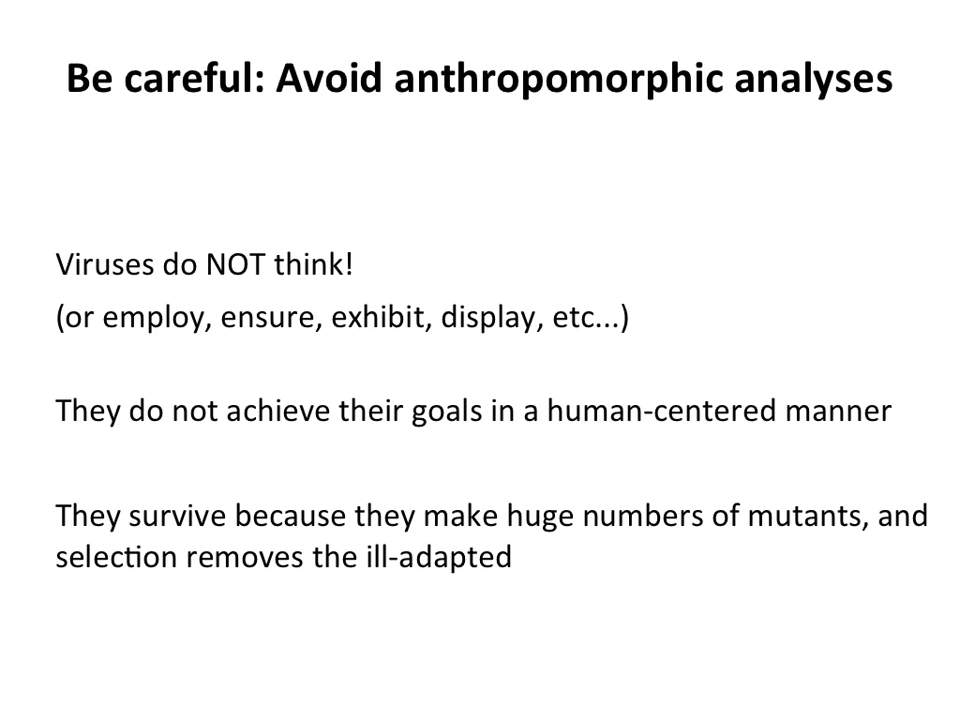 Be careful: Avoid anthropomorphic analyses
Viruses do NOT think!
(or employ, ensure, exhibit, display, etc...)
They do not achieve their goals in a human-centered manner
They survive because they make huge numbers of mutants, and
selection removes the ill-adapted